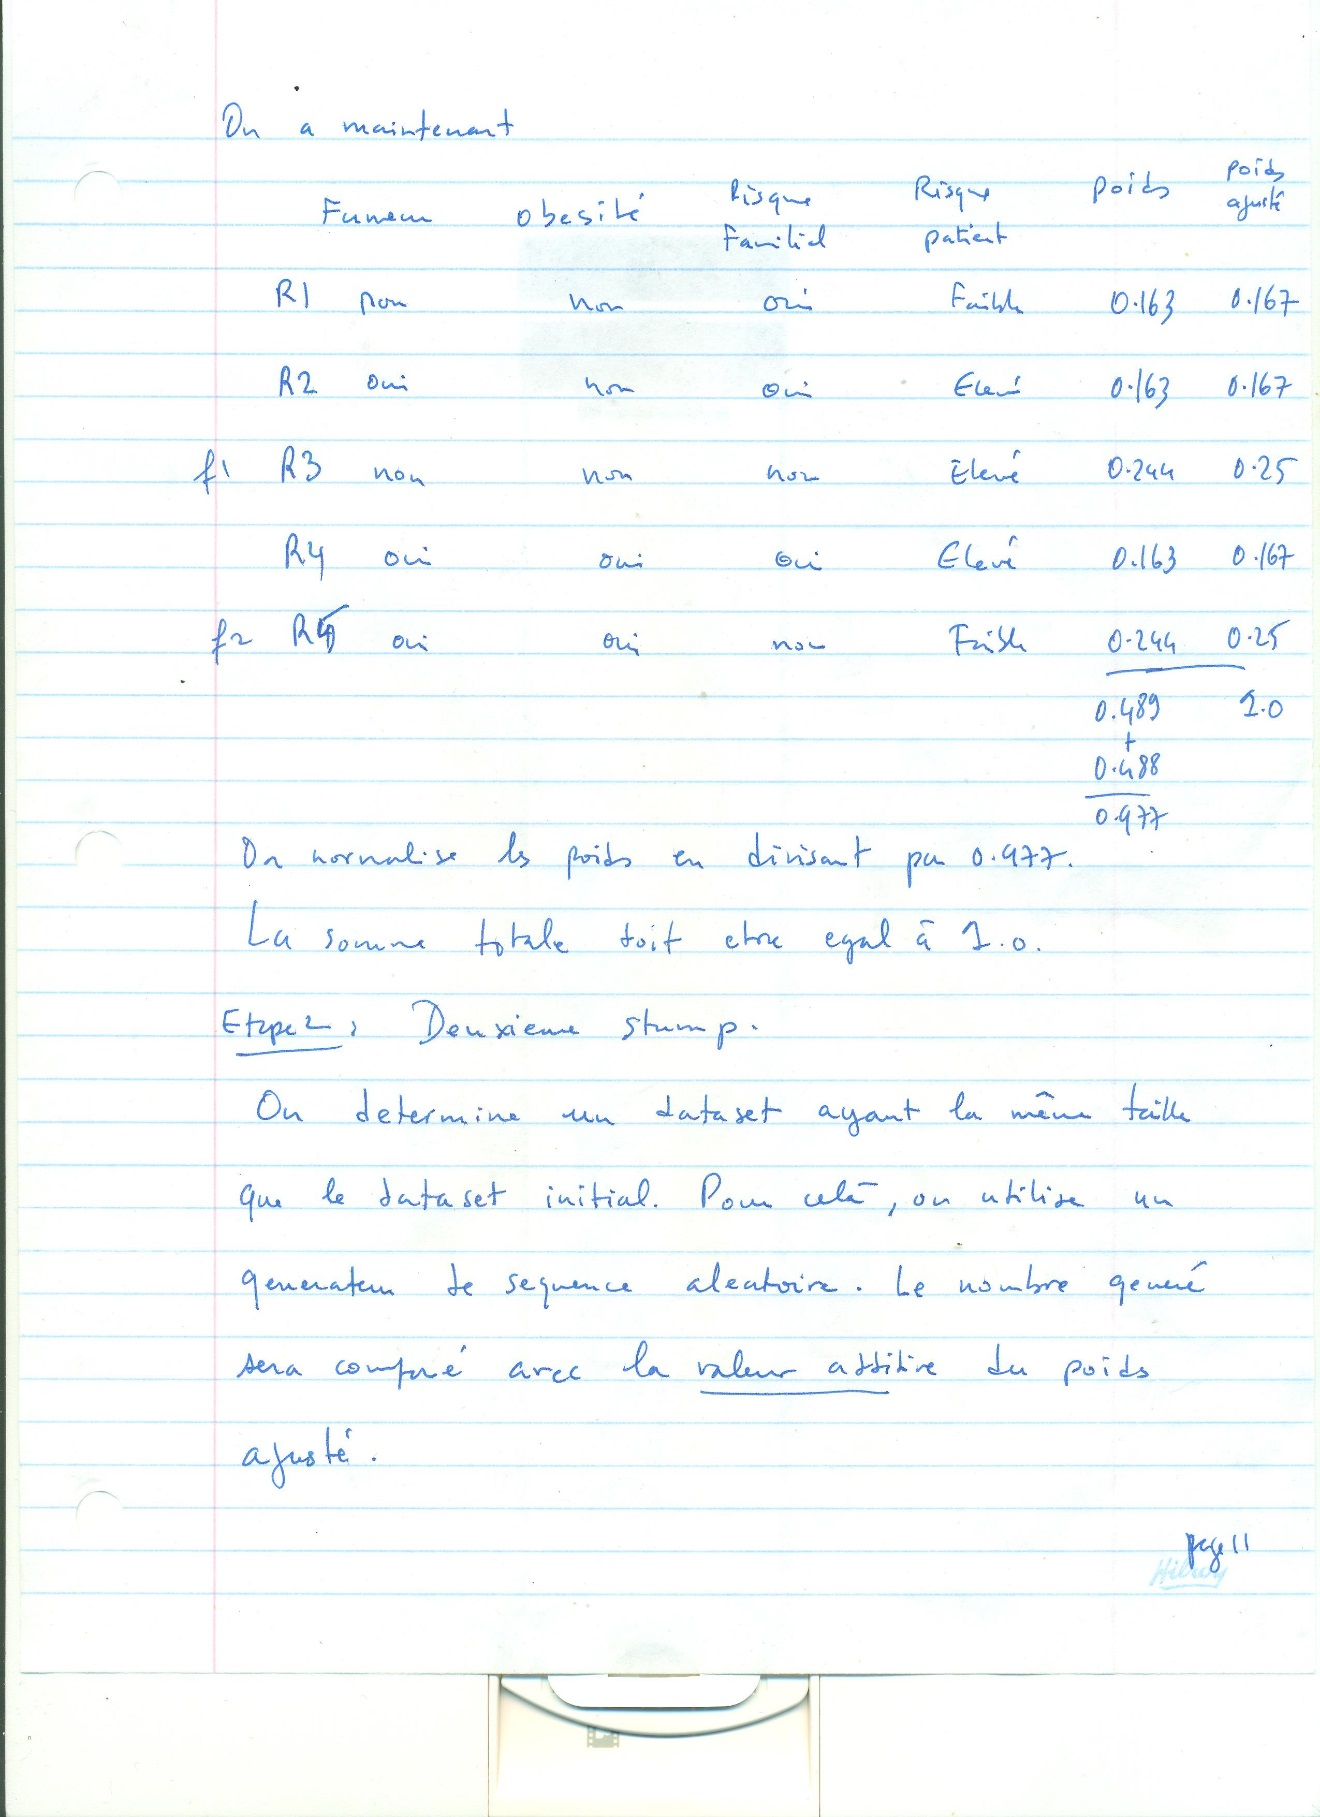 On a maintenant
Fumeur obesité Risque Familial Risque patient poids poids ajusté
R1 non non oui Faible 0.163 0.167
R2 oui non oui Elevé 0.163 0.167
f1 R3 non non non Elevé 0.244 0.25
R4 oui oui oui Elevé 0.163 0.167
f2 R5 oui oui non Faible 0.244 0.25
0.489 1.0
+
0.488
0.977
On normalise les poids en divisant par 0.977.
La somme totale doit etre egal à 1.0.
Etape 2 : Deuxieme stump.
On determine un dataset ayant la même taille
que le dataset initial. Pour celà, on utilise un
generateur de sequence aleatoire. Le nombre generé
sera comparé avec la valeur additive du poids
ajusté.
page 11
Hilroy